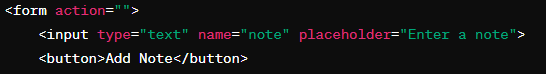 <form action="">
<input type="text" name="note" placeholder="Enter a note">
<button>Add Note</button>